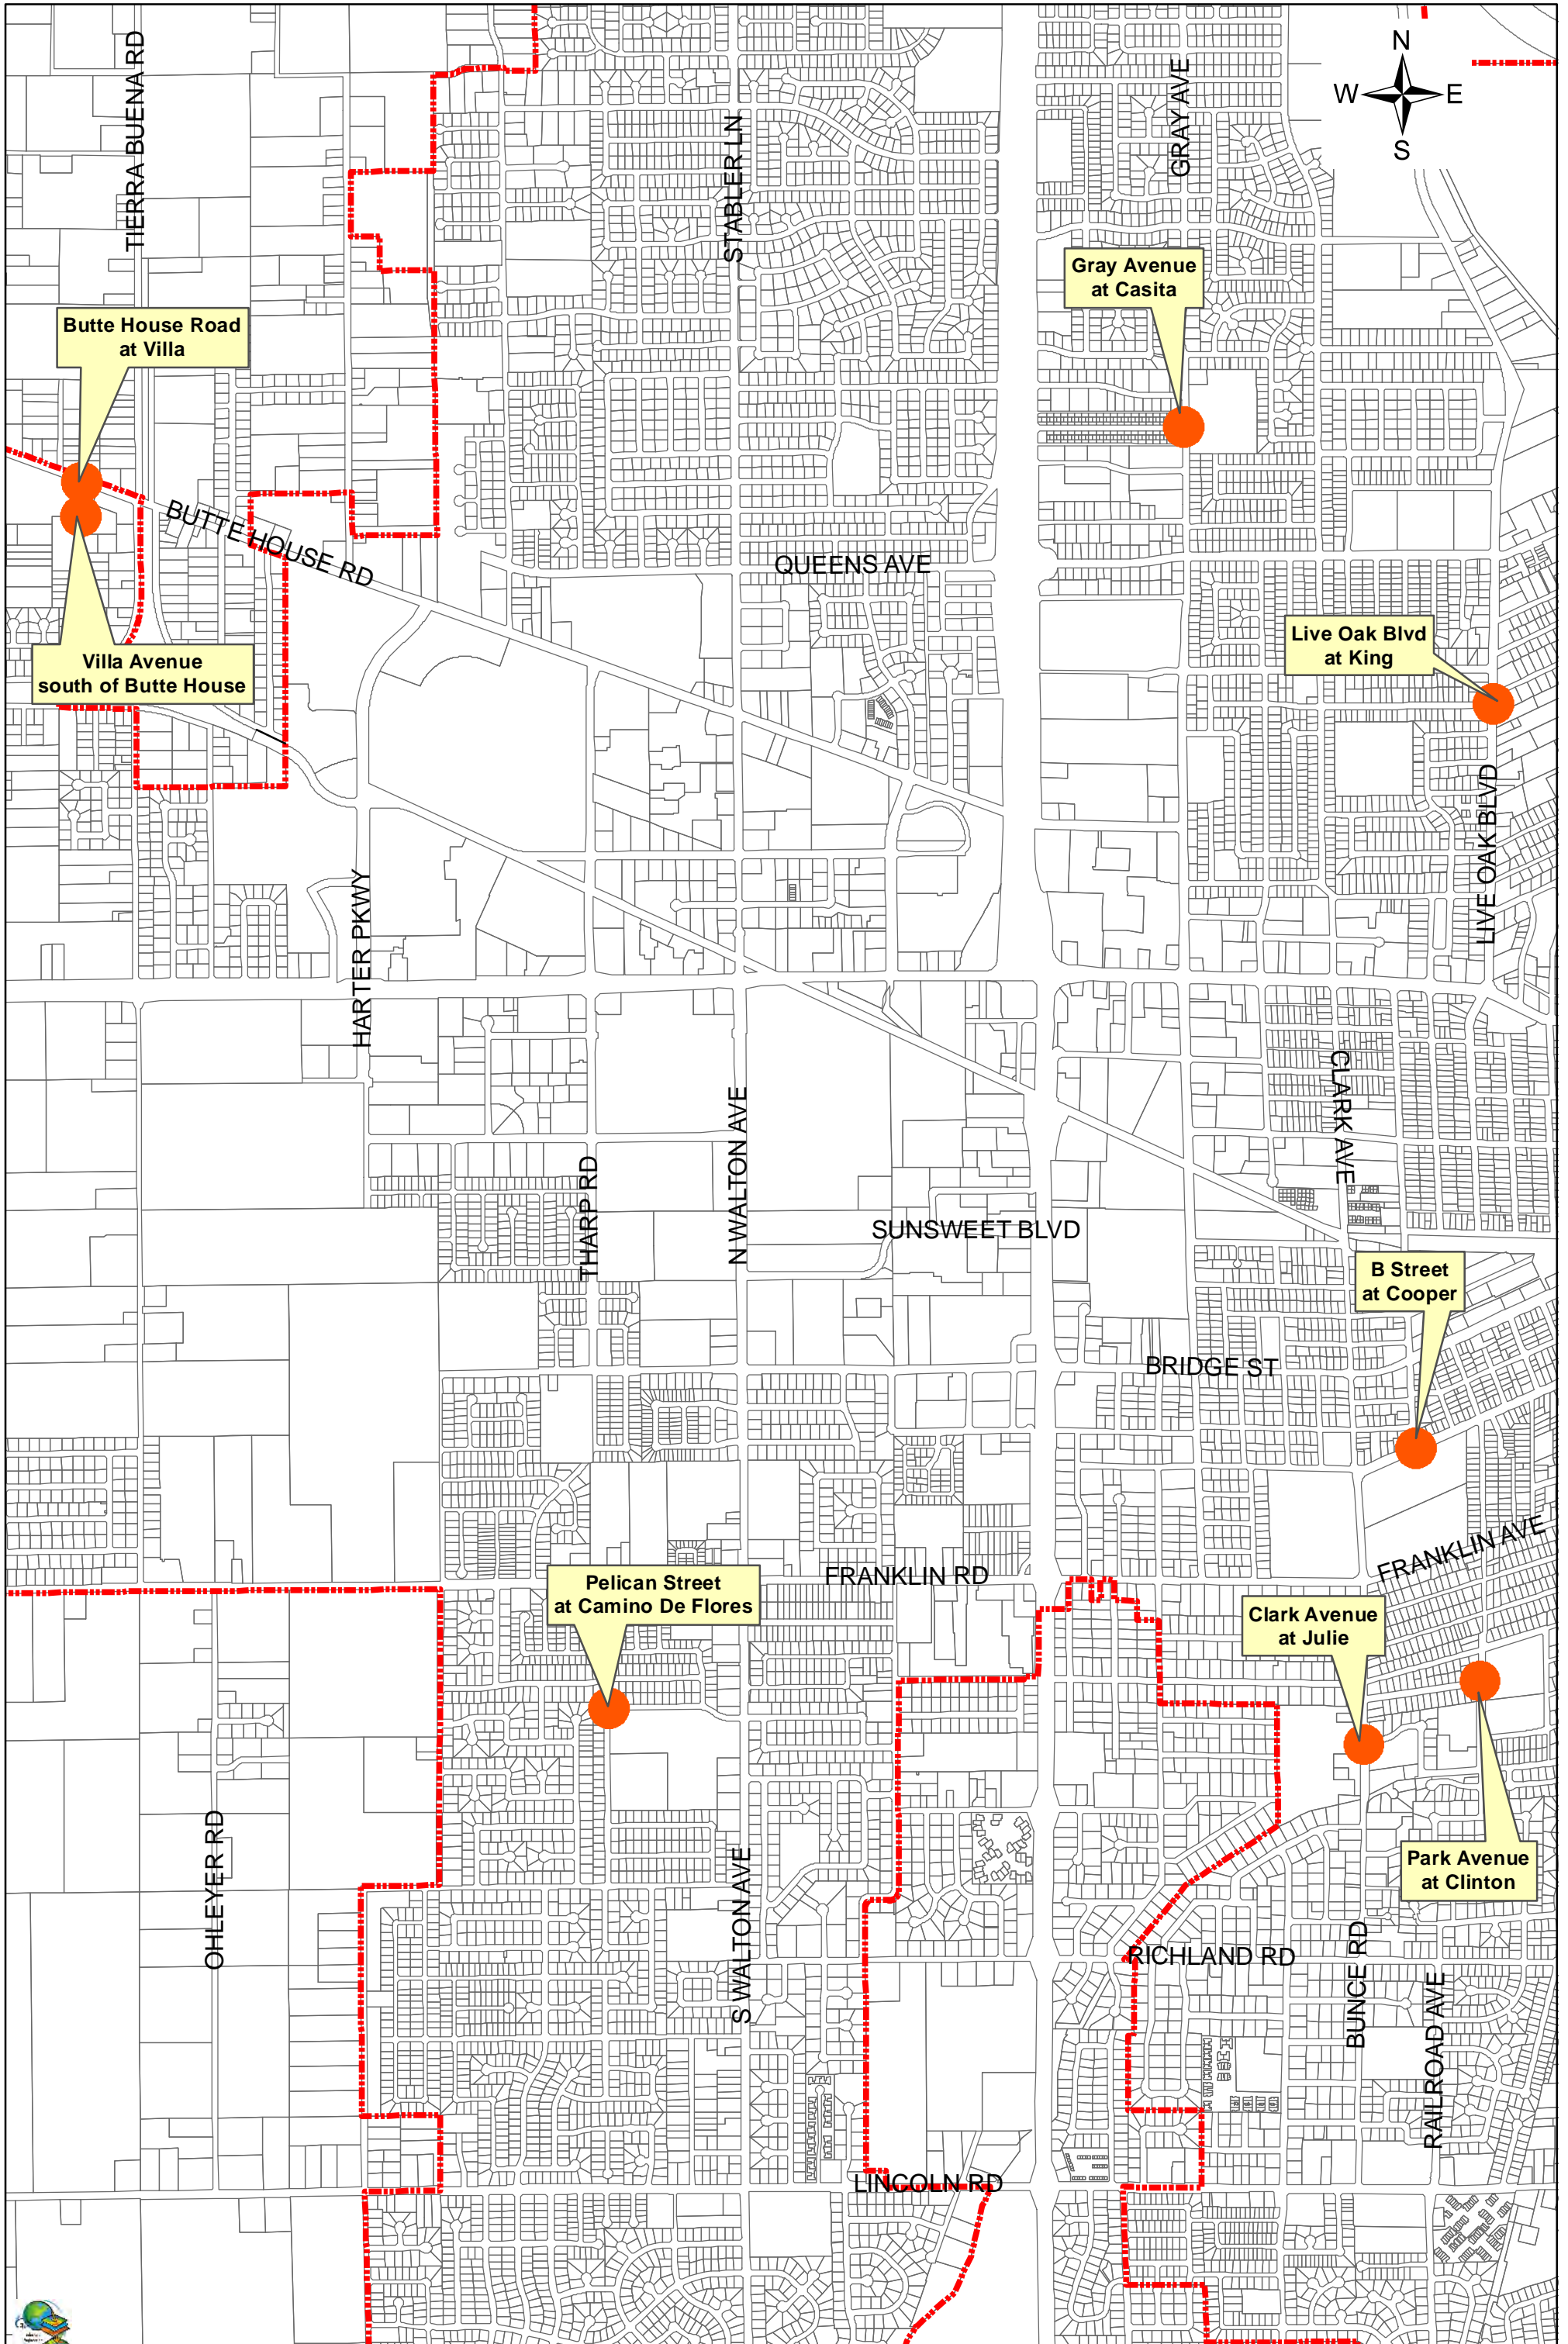 N
W
E
S
TIERRA BUENA RD
STABLER LN
GRAY AVE
Gray Avenue
at Casita
Butte House Road
at Villa
BUTTE HOUSE RD
QUEENS AVE
Live Oak Blvd
at King
Villa Avenue
south of Butte House
LIVE OAK BLVD
HARTER PKWY
CLARK AVE
N WALTON AVE
THARP RD
SUNSWEET BLVD
B Street
at Cooper
BRIDGE ST
FRANKLIN AVE
FRANKLIN RD
Pelican Street
at Camino De Flores
Clark Avenue
at Julie
OHLEYER RD
S WALTON AVE
Park Avenue
at Clinton
RICHLAND RD
BUNCE RD
RAILROAD AVE
LINCOLN RD